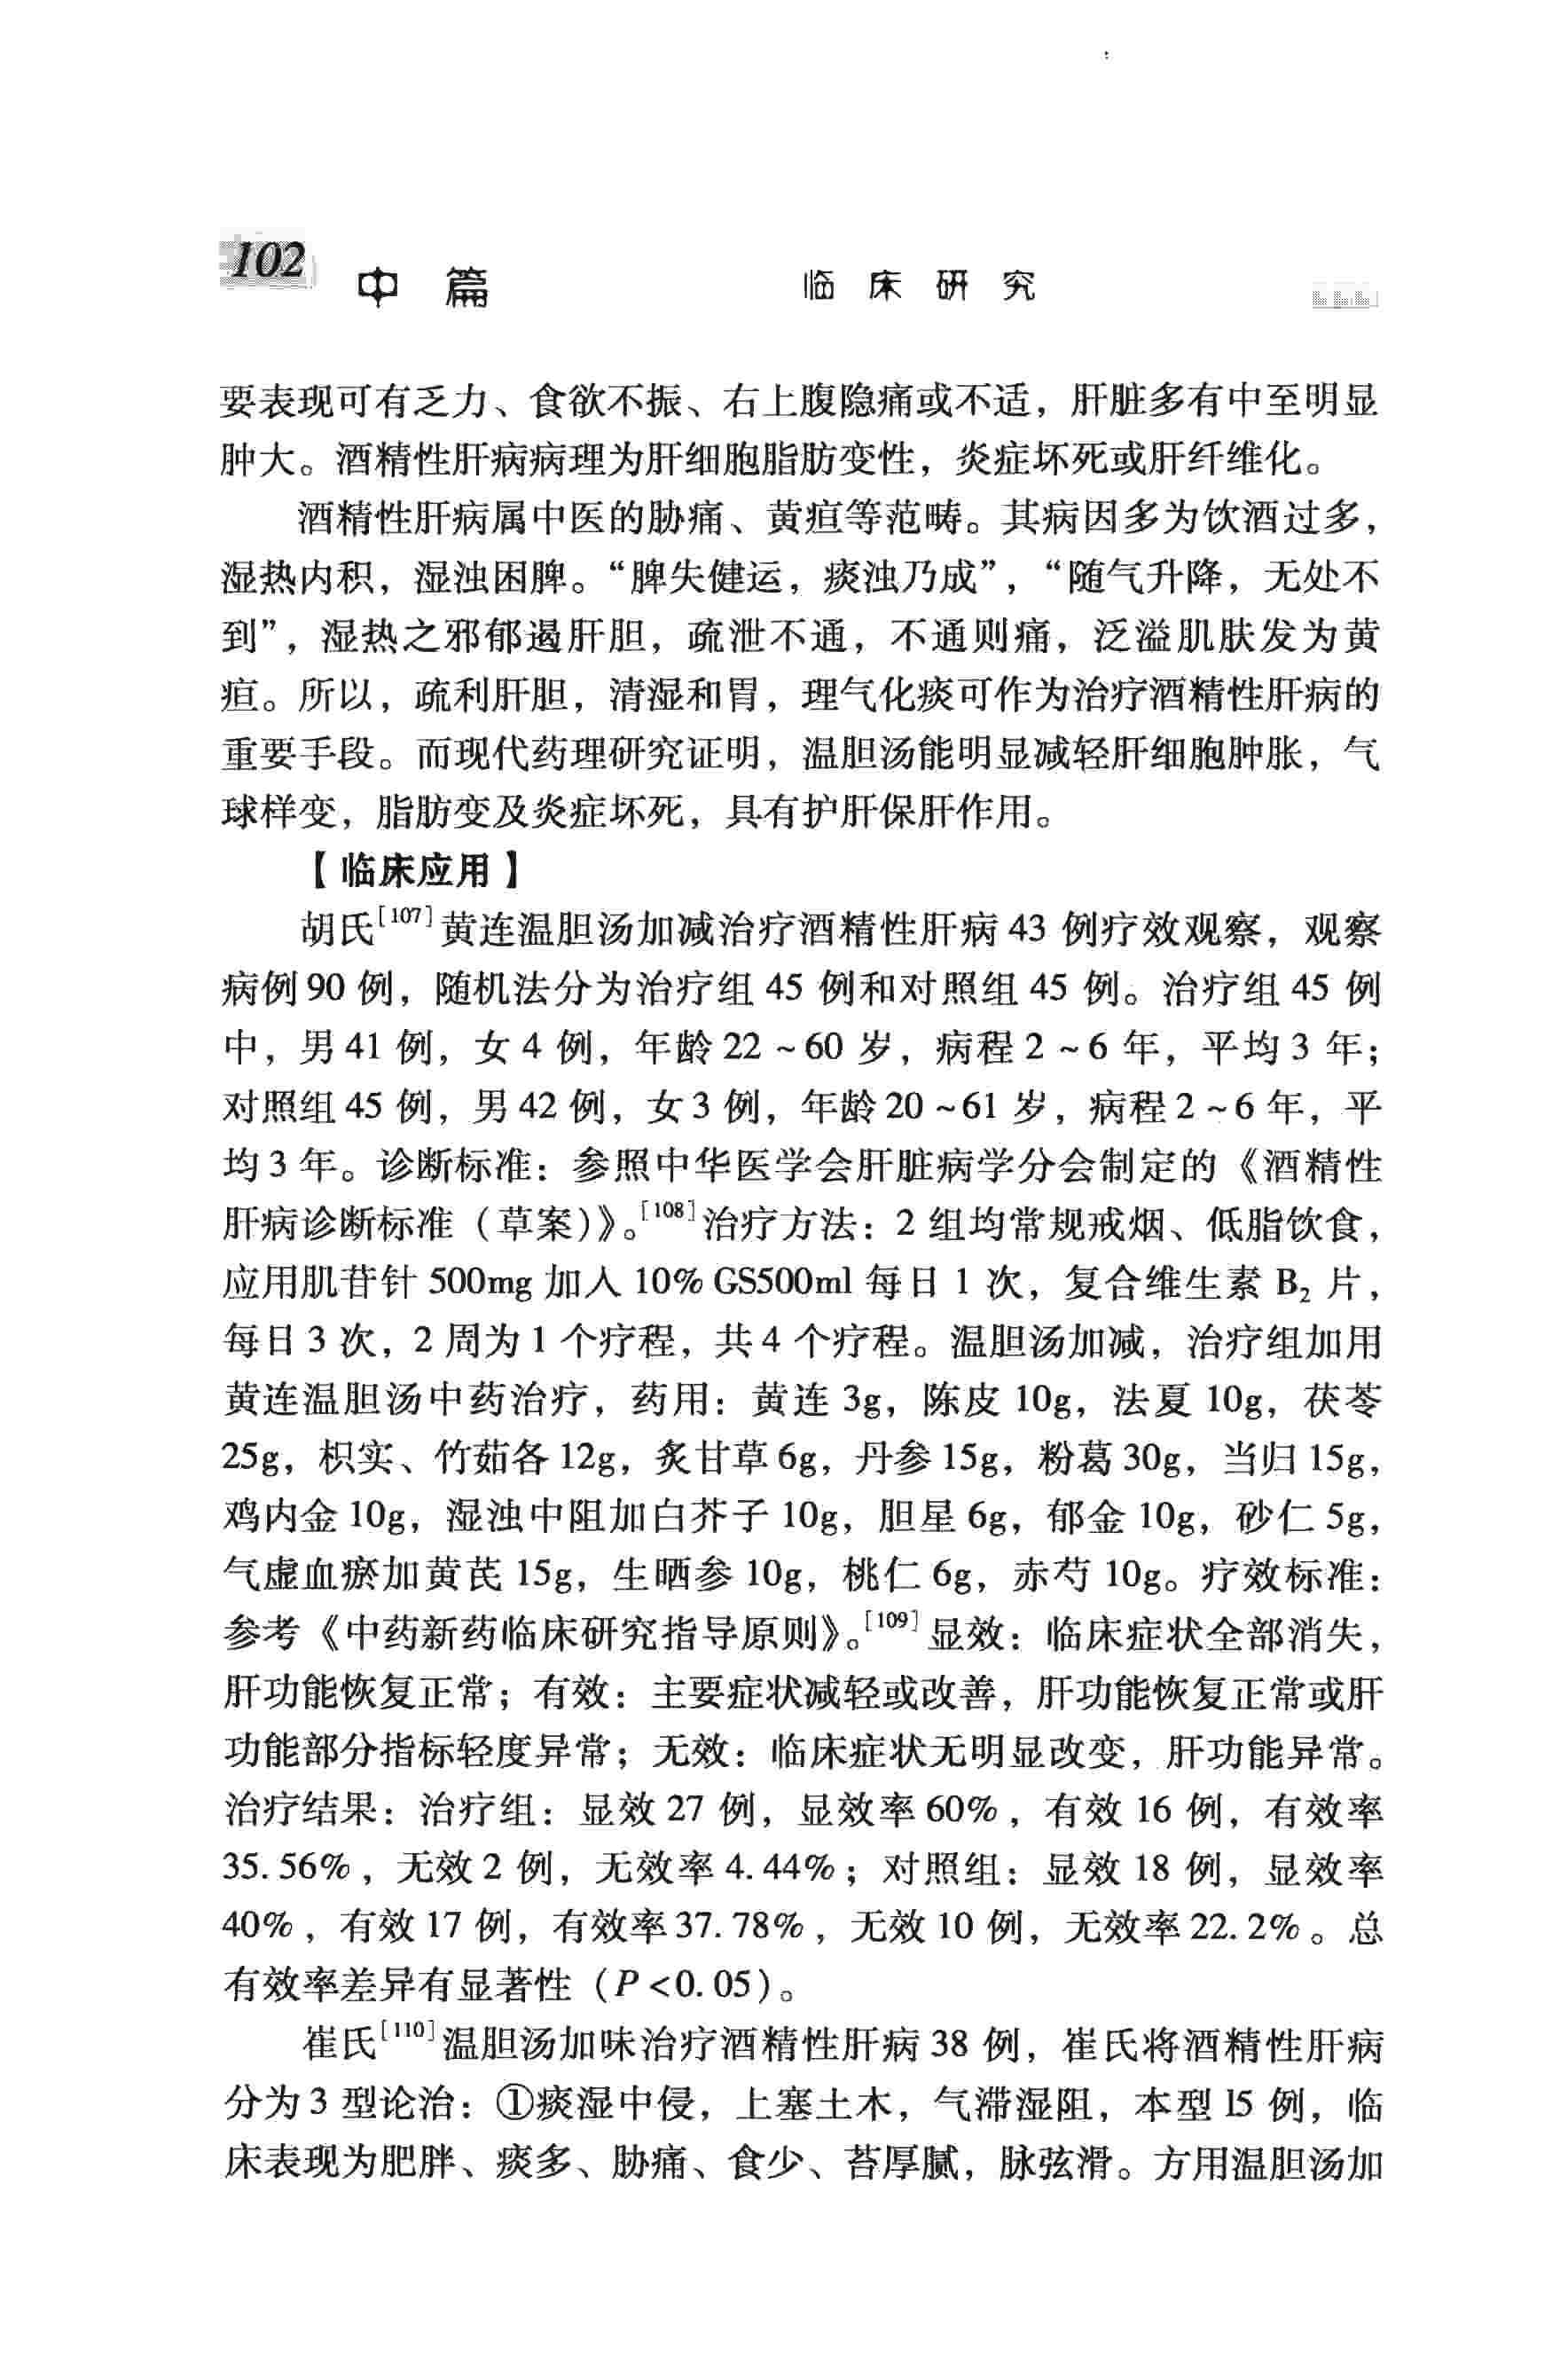 102
中 篇 临 床 研 究
要表现可有乏力、食欲不振、右上腹隐痛或不适，肝脏多有中至明显
肿大。酒精性肝病病理为肝细胞脂肪变性，炎症坏死或肝纤维化。
酒精性肝病属中医的胁痛、黄疸等范畴。其病因多为饮酒过多，
湿热内积，湿浊困脾。“脾失健运，痰浊乃成”，“随气升降，无处不
到”，湿热之邪郁遏肝胆，疏泄不通，不通则痛，泛溢肌肤发为黄
疸。所以，疏利肝胆，清湿和胃，理气化痰可作为治疗酒精性肝病的
重要手段。而现代药理研究证明，温胆汤能明显减轻肝细胞肿胀，气
球样变，脂肪变及炎症坏死，具有护肝保肝作用。
【临床应用】
胡氏[107]黄连温胆汤加减治疗酒精性肝病 43 例疗效观察，观察
病例 90 例，随机法分为治疗组 45 例和对照组 45 例。治疗组 45 例
中，男 41 例，女 4 例，年龄 22 ~ 60 岁，病程 2 ~ 6 年，平均 3 年；
对照组 45 例，男 42 例，女 3 例，年龄 20 ~ 61 岁，病程 2 ~ 6 年，平
均 3 年。诊断标准：参照中华医学会肝脏病学分会制定的《酒精性
肝病诊断标准（草案）》。[108]治疗方法：2 组均常规戒烟、低脂饮食，
应用肌苷针 500mg 加入 10% GS500ml 每日 1 次，复合维生素 B₂ 片，
每日 3 次，2 周为 1 个疗程，共 4 个疗程。温胆汤加减，治疗组加用
黄连温胆汤中药治疗，药用：黄连 3g，陈皮 10g，法夏 10g，茯苓
25g，枳实、竹茹各 12g，炙甘草 6g，丹参 15g，粉葛 30g，当归 15g，
鸡内金 10g，湿浊中阻加白芥子 10g，胆星 6g，郁金 10g，砂仁 5g，
气虚血瘀加黄芪 15g，生晒参 10g，桃仁 6g，赤芍 10g。疗效标准：
参考《中药新药临床研究指导原则》。[109]显效：临床症状全部消失，
肝功能恢复正常；有效：主要症状减轻或改善，肝功能恢复正常或肝
功能部分指标轻度异常；无效：临床症状无明显改变，肝功能异常。
治疗结果：治疗组：显效 27 例，显效率 60%，有效 16 例，有效率
35. 56%，无效 2 例，无效率 4. 44%；对照组：显效 18 例，显效率
40%，有效 17 例，有效率 37. 78%，无效 10 例，无效率 22. 2%。总
有效率差异有显著性（P < 0. 05）。
崔氏[110]温胆汤加味治疗酒精性肝病 38 例，崔氏将酒精性肝病
分为 3 型论治：①痰湿中侵，上塞土木，气滞湿阻，本型 15 例，临
床表现为肥胖、痰多、胁痛、食少、苔厚腻，脉弦滑。方用温胆汤加